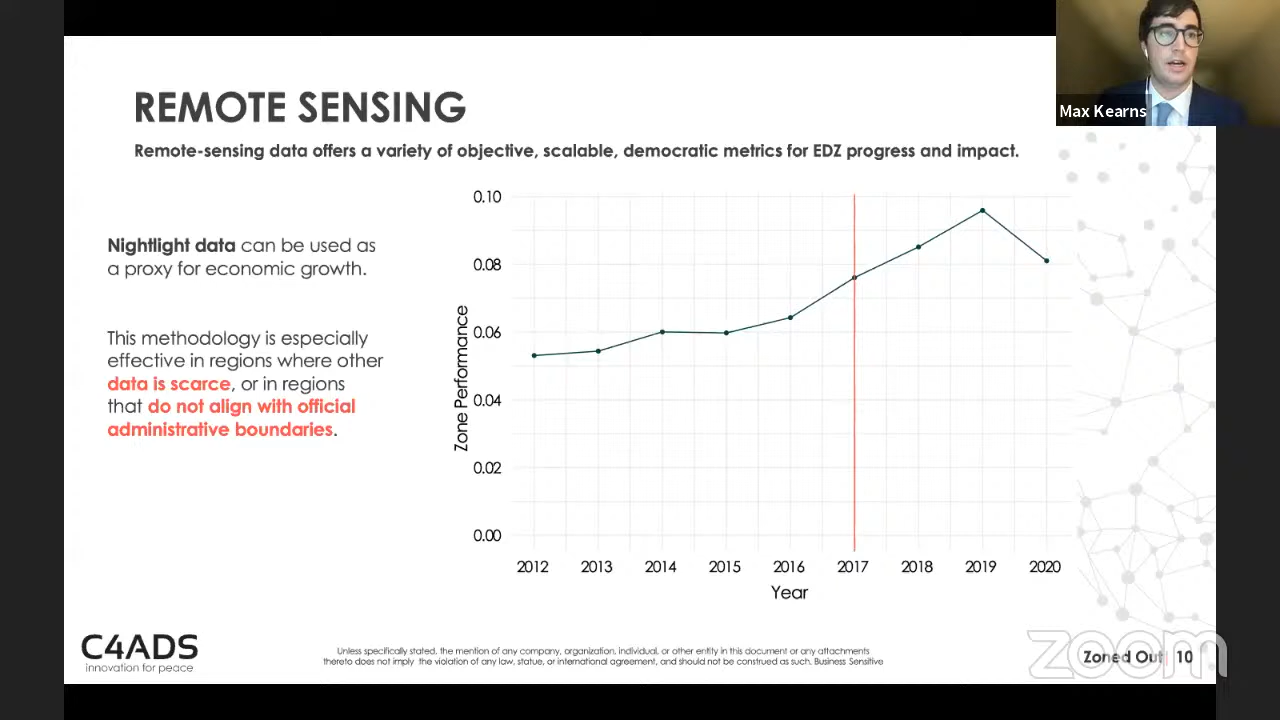 Max Kearns
REMOTE SENSING
Remote-sensing data offers a variety of objective, scalable, democratic metrics for EDZ progress and impact.
Nightlight data can be used as
a proxy for economic growth.
This methodology is especially
effective in regions where other
data is scarce, or in regions
that do not align with official
administrative boundaries.
Zone Performance
0.10
0.08
0.06
0.04
0.02
0.00
2012 2013 2014 2015 2016 2017 2018 2019 2020
Year
C4ADS
innovation for peace
Unless specifically stated, the mention of any company, organization, individual, or other entity in this document or any attachments
thereto does not imply the violation of any law, statue, or international agreement, and should not be construed as such. Business Sensitive
Zoned Out| 10
zoom